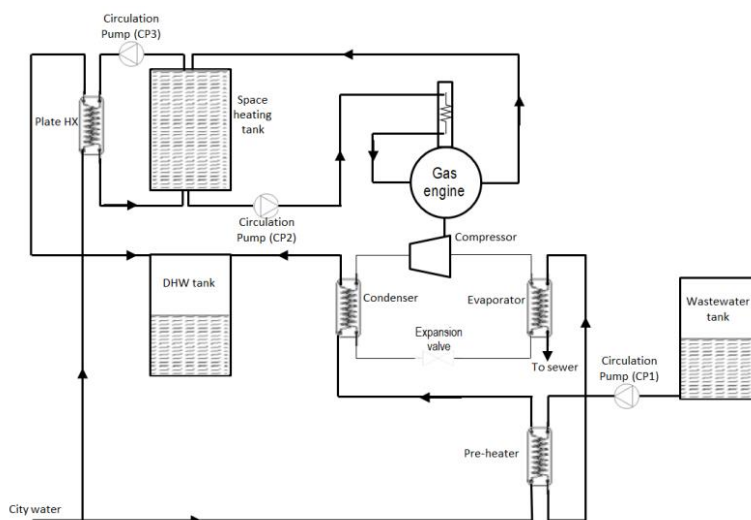 Circulation
Pump (CP3)
Plate HX
Space
heating
tank
Gas
engine
Circulation
Pump (CP2)
Compressor
DHW tank
Condenser
Evaporator
Wastewater
tank
Expansion
valve
To sewer
Circulation
Pump (CP1)
Pre-heater
City water